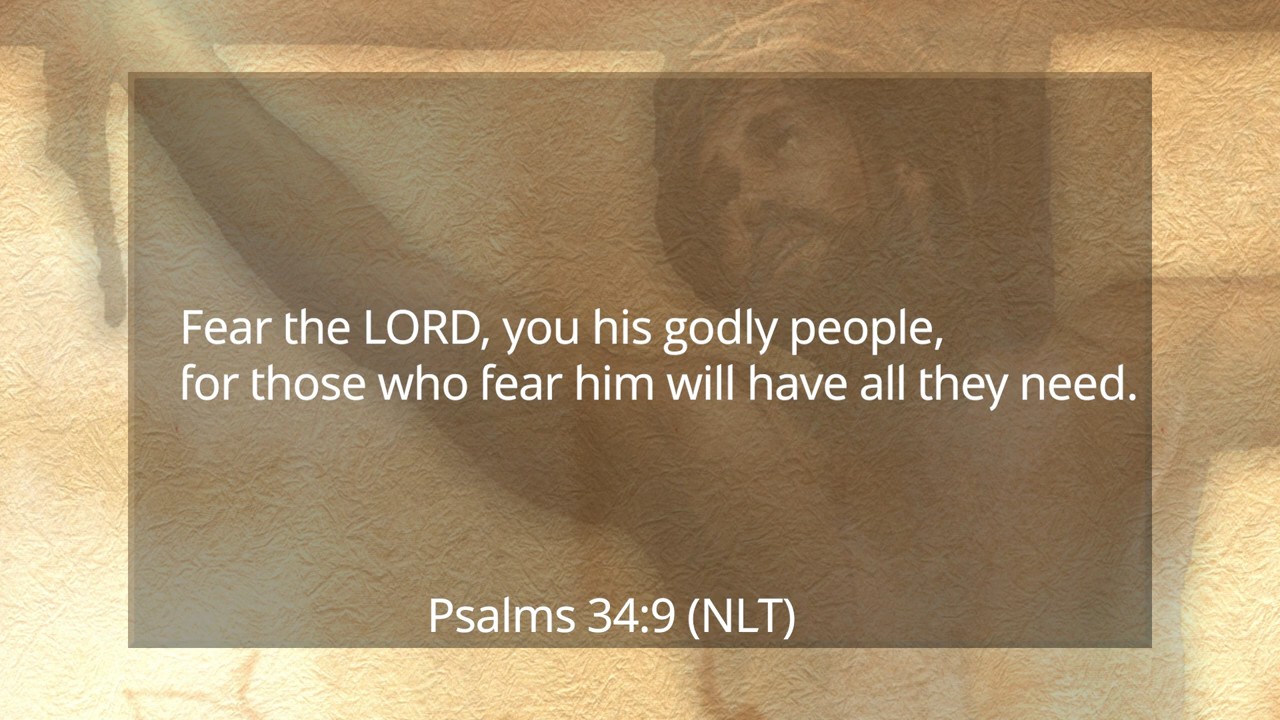 Fear the LORD, you his godly people,
for those who fear him will have all they need.
Psalms 34:9 (NLT)